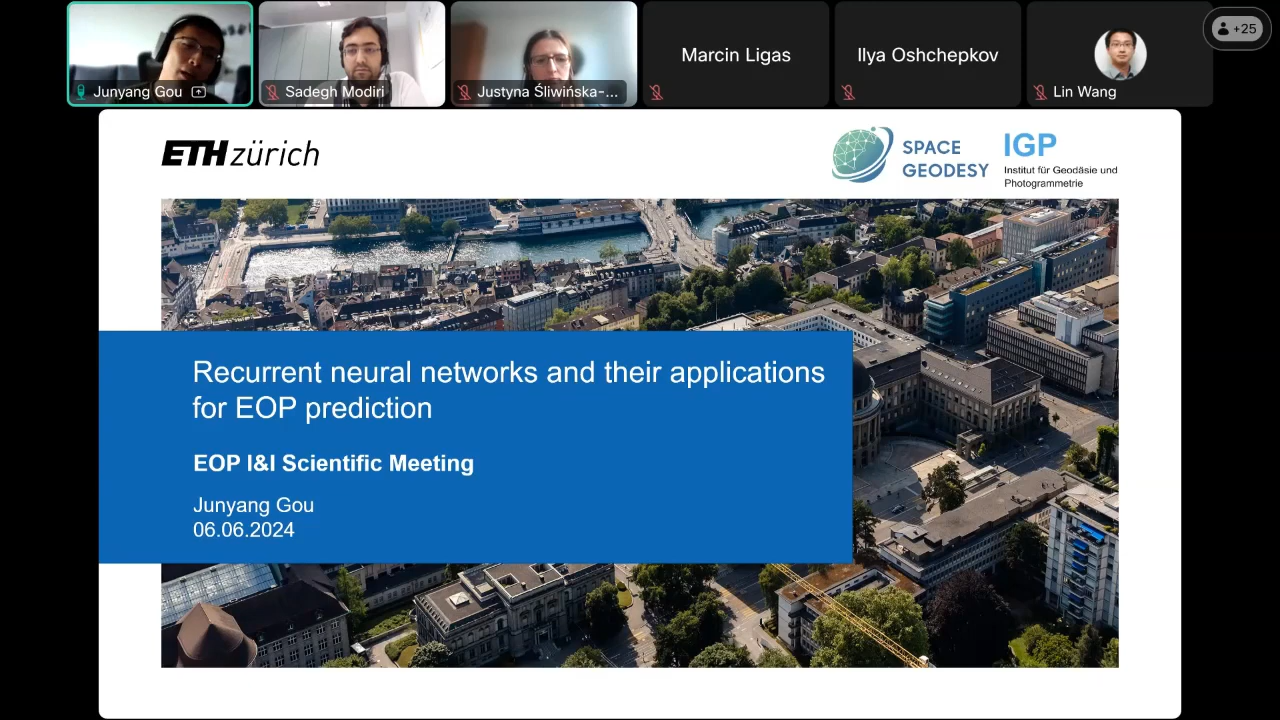 Junyang Gou
Sadegh Modiri
Justyna Śliwińska-...
Marcin Ligas
Ilya Oshchepkov
Lin Wang
+25
ETH zürich
SPACE
GEODESY
IGP
Institut für Geodäsie und
Photogrammetrie
Recurrent neural networks and their applications
for EOP prediction
EOP I&I Scientific Meeting
Junyang Gou
06.06.2024